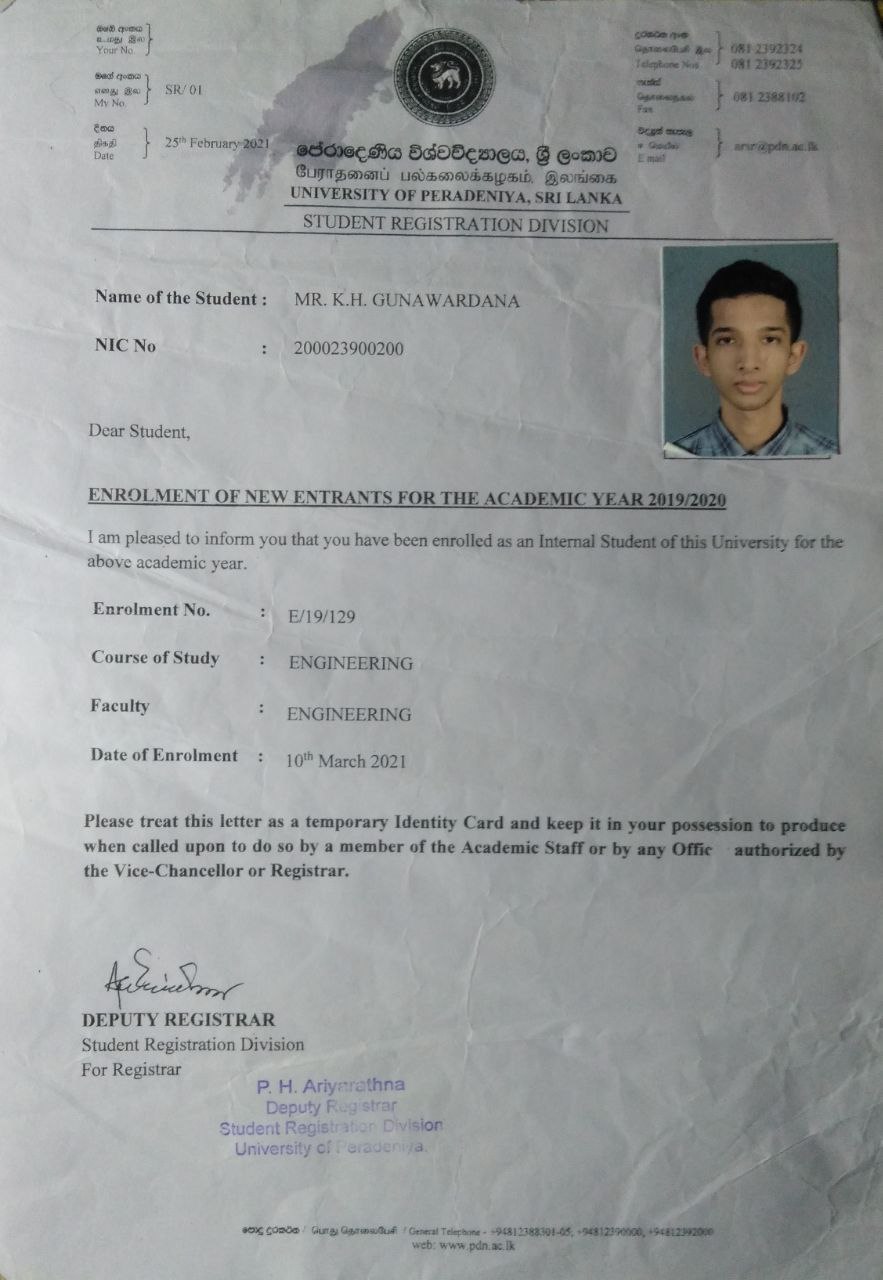 ඔබේ අංකය
உமது இல
Your No.
මගේ අංකය
எனது இல
My No.
SR/ 01
දිනය
திகதி
Date
25th February 2021
දුරකථන අංක
தொலைபேசி இல
Telephone Nos
081 2392324
081 2392325
Fax
081 2388102
E mail
arsr@pdn.ac.lk
පේරාදෙණිය විශ්වවිද්‍යාලය, ශ්‍රී ලංකාව
பேராதனைப் பல்கலைக்கழகம், இலங்கை
UNIVERSITY OF PERADENIYA, SRI LANKA
STUDENT REGISTRATION DIVISION
Name of the Student : MR. K.H. GUNAWARDANA
NIC No : 200023900200
Dear Student,
ENROLMENT OF NEW ENTRANTS FOR THE ACADEMIC YEAR 2019/2020
I am pleased to inform you that you have been enrolled as an Internal Student of this University for the
above academic year.
Enrolment No. : E/19/129
Course of Study : ENGINEERING
Faculty : ENGINEERING
Date of Enrolment : 10th March 2021
Please treat this letter as a temporary Identity Card and keep it in your possession to produce
when called upon to do so by a member of the Academic Staff or by any Offic authorized by
the Vice-Chancellor or Registrar.
DEPUTY REGISTRAR
Student Registration Division
For Registrar
P. H. Ariyarathna
Deputy Registrar
Student Registration Division
University of Peradeniya.
පොදු දුරකථන / பொது தொலைபேசி / General Telephone - +94812388301-05, +94812390000, +94812392000
web: www.pdn.ac.lk